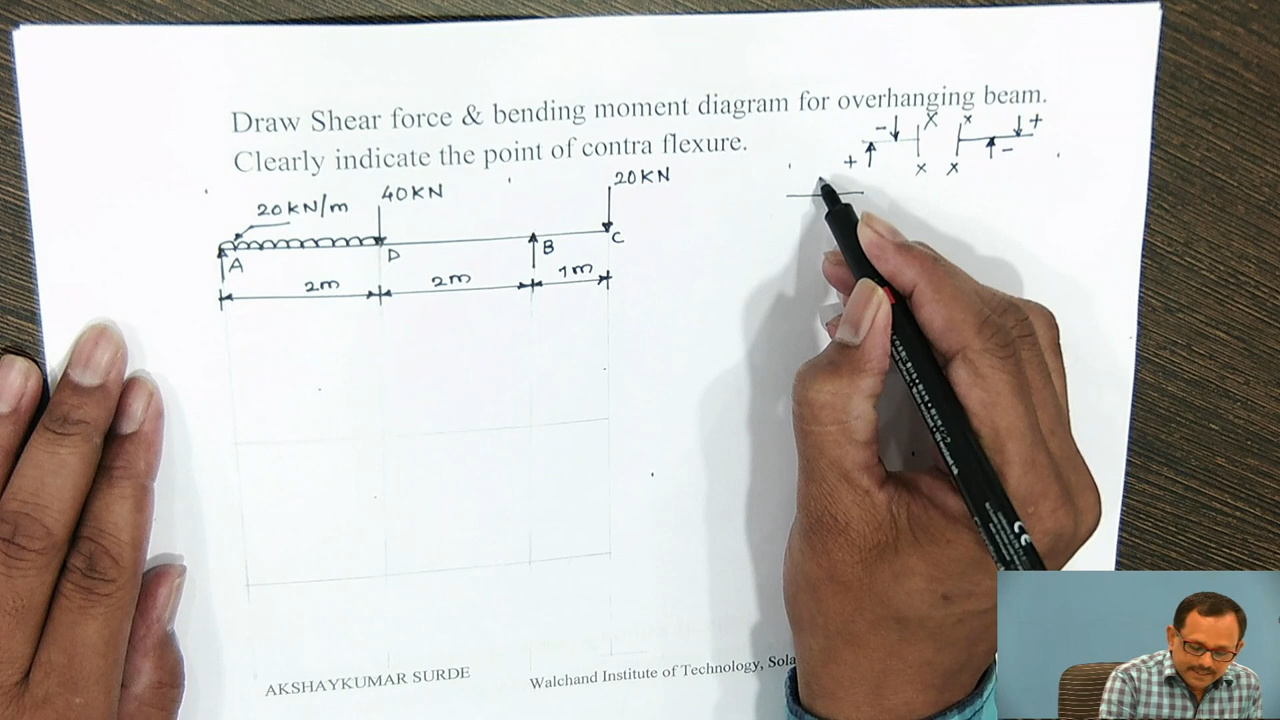 Draw Shear force & bending moment diagram for overhanging beam.
Clearly indicate the point of contra flexure.
- x x +
+ x x -
20KN/m 40KN 20KN
A D B C
2m 2m 1m
AKSHAYKUMAR SURDE Walchand Institute of Technology,